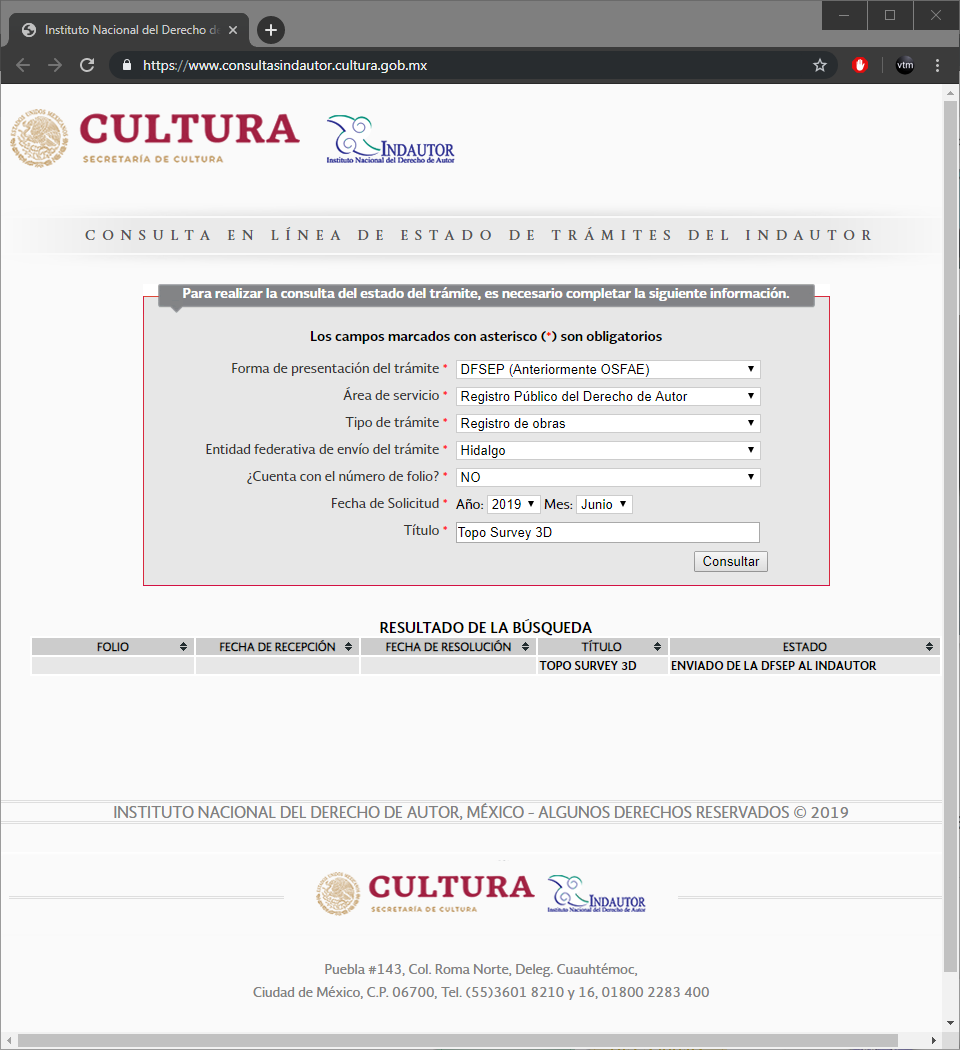 Instituto Nacional del Derecho d
https://www.consultasindautor.cultura.gob.mx
vtm
CULTURA
SECRETARÍA DE CULTURA
INDAUTOR
Instituto Nacional del Derecho de Autor
CONSULTA EN LÍNEA DE ESTADO DE TRÁMITES DEL INDAUTOR
Para realizar la consulta del estado del trámite, es necesario completar la siguiente información.
Los campos marcados con asterisco (*) son obligatorios
Forma de presentación del trámite * DFSEP (Anteriormente OSFAE)
Área de servicio * Registro Público del Derecho de Autor
Tipo de trámite * Registro de obras
Entidad federativa de envío del trámite * Hidalgo
¿Cuenta con el número de folio? * NO
Fecha de Solicitud * Año: 2019 Mes: Junio
Título * Topo Survey 3D
Consultar
RESULTADO DE LA BÚSQUEDA
FOLIO FECHA DE RECEPCIÓN FECHA DE RESOLUCIÓN TÍTULO ESTADO
TOPO SURVEY 3D ENVIADO DE LA DFSEP AL INDAUTOR
INSTITUTO NACIONAL DEL DERECHO DE AUTOR, MÉXICO - ALGUNOS DERECHOS RESERVADOS © 2019
CULTURA
SECRETARÍA DE CULTURA
INDAUTOR
Instituto Nacional del Derecho de Autor
Puebla #143, Col. Roma Norte, Deleg. Cuauhtémoc,
Ciudad de México, C.P. 06700, Tel. (55)3601 8210 y 16, 01800 2283 400